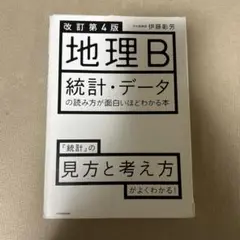 改訂第4版
伊藤彰芳
地理B
統計・データ
の読み方が面白いほどわかる本
「統計」の
見方と考え方
がよくわかる!